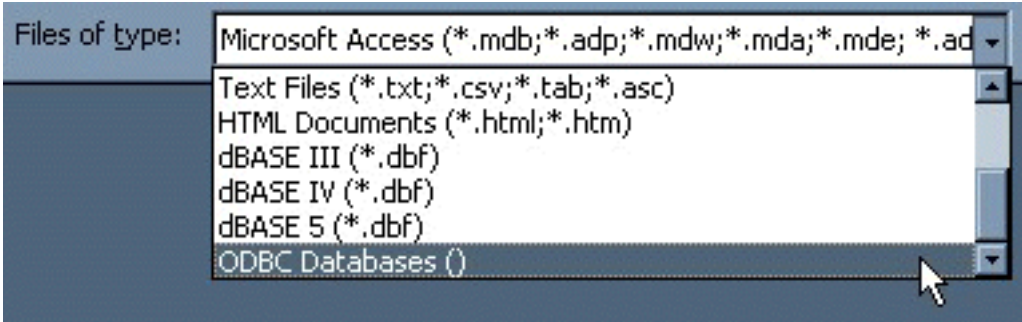 Files of type:
Microsoft Access (*.mdb;*.adp;*.mdw;*.mda;*.mde; *.ad
Text Files (*.txt;*.csv;*.tab;*.asc)
HTML Documents (*.html;*.htm)
dBASE III (*.dbf)
dBASE IV (*.dbf)
dBASE 5 (*.dbf)
ODBC Databases ()